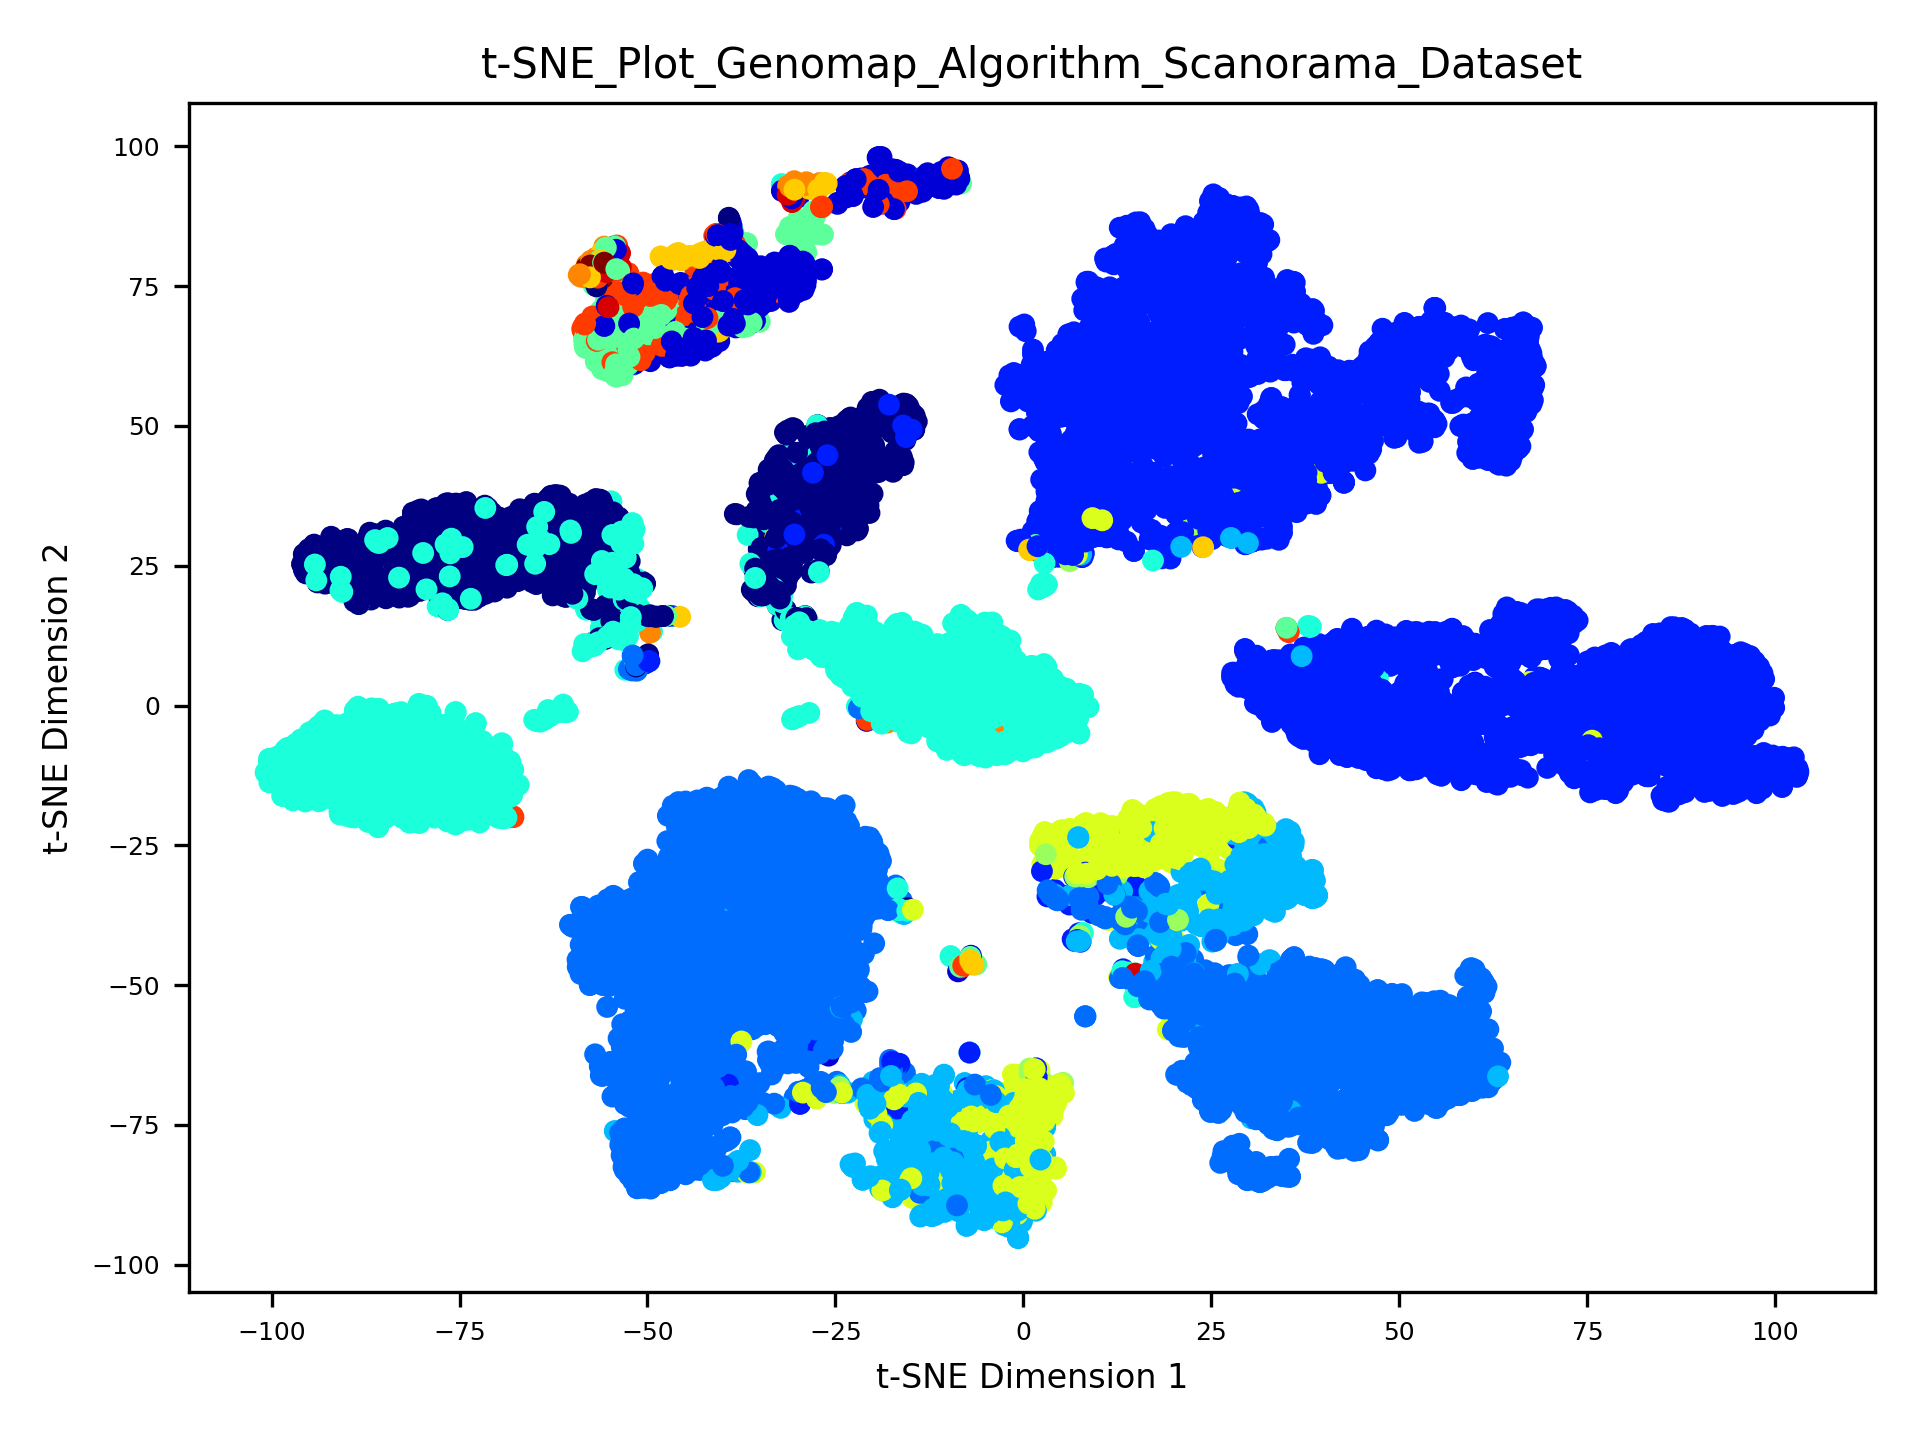 t-SNE_Plot_Genomap_Algorithm_Scanorama_Dataset
100
75
50
25
0
−25
−50
−75
−100
t-SNE Dimension 2
−100 −75 −50 −25 0 25 50 75 100
t-SNE Dimension 1